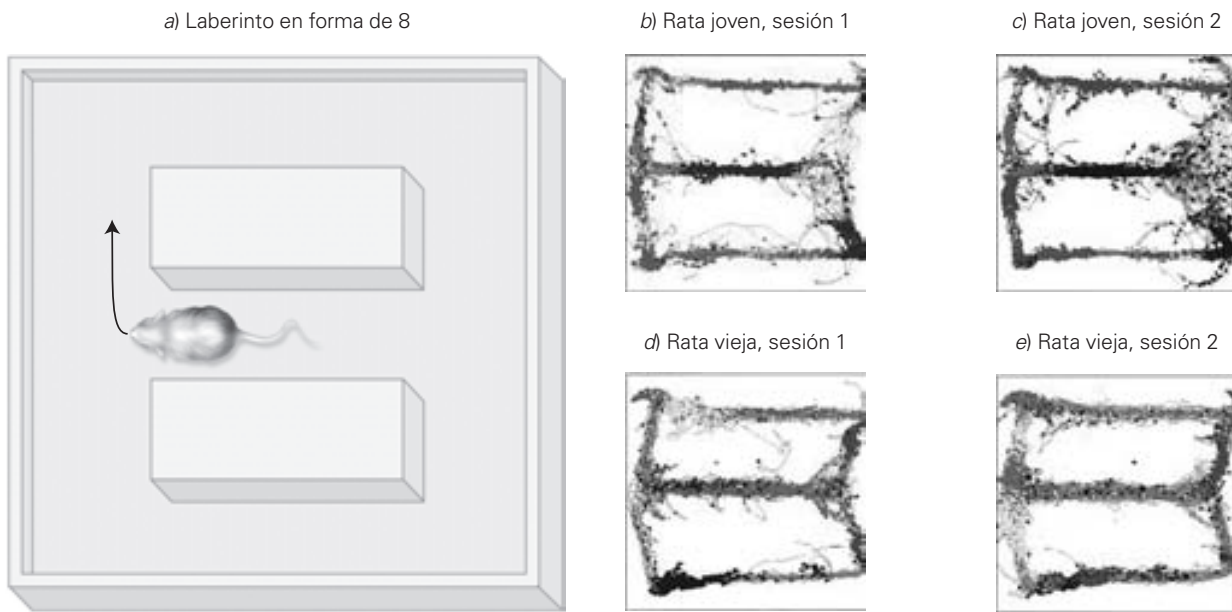 a) Laberinto en forma de 8
b) Rata joven, sesión 1
c) Rata joven, sesión 2
d) Rata vieja, sesión 1
e) Rata vieja, sesión 2